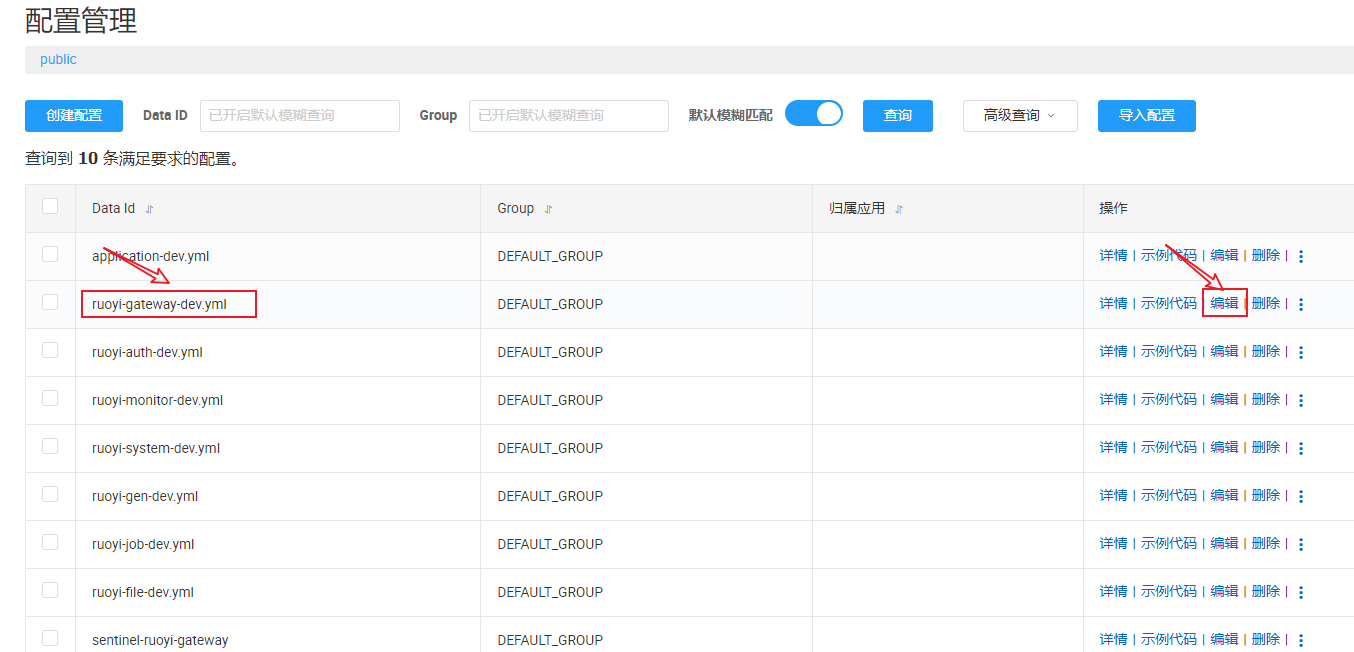 配置管理
public
创建配置 Data ID 已开启默认模糊查询 Group 已开启默认模糊查询 默认模糊匹配 查询 高级查询 导入配置
查询到 10 条满足要求的配置。
Data Id Group 归属应用 操作
application-dev.yml DEFAULT_GROUP 详情 | 示例代码 | 编辑 | 删除 |
ruoyi-gateway-dev.yml DEFAULT_GROUP 详情 | 示例代码 | 编辑 | 删除 |
ruoyi-auth-dev.yml DEFAULT_GROUP 详情 | 示例代码 | 编辑 | 删除 |
ruoyi-monitor-dev.yml DEFAULT_GROUP 详情 | 示例代码 | 编辑 | 删除 |
ruoyi-system-dev.yml DEFAULT_GROUP 详情 | 示例代码 | 编辑 | 删除 |
ruoyi-gen-dev.yml DEFAULT_GROUP 详情 | 示例代码 | 编辑 | 删除 |
ruoyi-job-dev.yml DEFAULT_GROUP 详情 | 示例代码 | 编辑 | 删除 |
ruoyi-file-dev.yml DEFAULT_GROUP 详情 | 示例代码 | 编辑 | 删除 |
sentinel-ruoyi-gateway DEFAULT_GROUP 详情 | 示例代码 | 编辑 | 删除 |